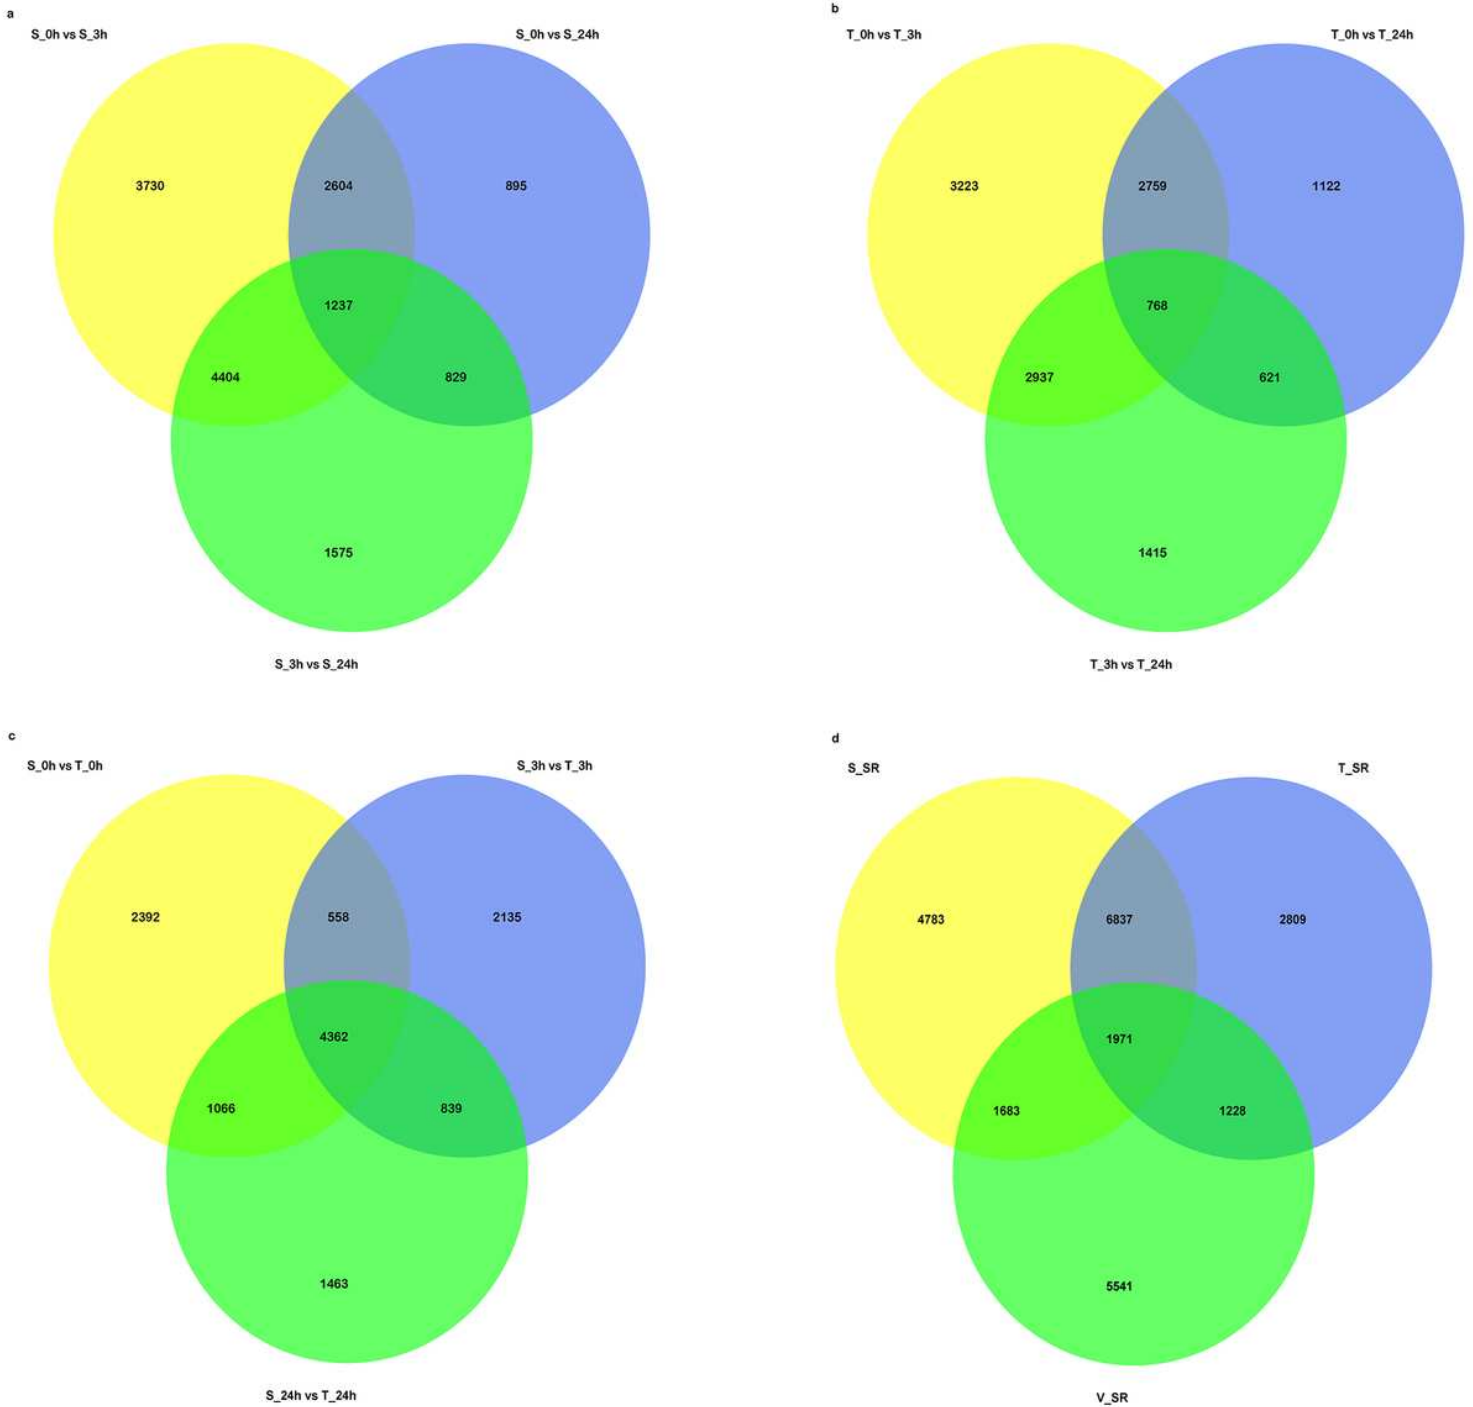 a
S_0h vs S_3h
S_0h vs S_24h
3730
2604
895
1237
4404
829
1575
S_3h vs S_24h
b
T_0h vs T_3h
T_0h vs T_24h
3223
2759
1122
768
2937
621
1415
T_3h vs T_24h
c
S_0h vs T_0h
S_3h vs T_3h
2392
558
2135
4362
1066
839
1463
S_24h vs T_24h
d
S_SR
T_SR
4783
6837
2809
1971
1683
1228
5541
V_SR